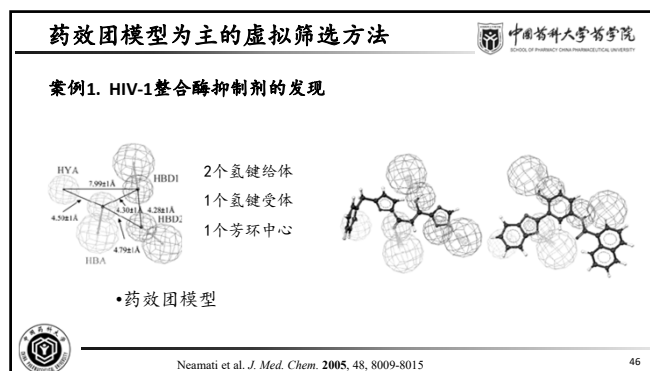 药效团模型为主的虚拟筛选方法
中国药科大学药学院
SCHOOL OF PHARMACY CHINA PHARMACEUTICAL UNIVERSITY
案例1. HIV-1整合酶抑制剂的发现
HYA
HBD1
7.99±1Å
4.50±1Å
4.30±1Å
4.28±1Å
HBD2
4.79±1Å
HBA
2个氢键给体
1个氢键受体
1个芳环中心
•药效团模型
Neamati et al. J. Med. Chem. 2005, 48, 8009-8015
46